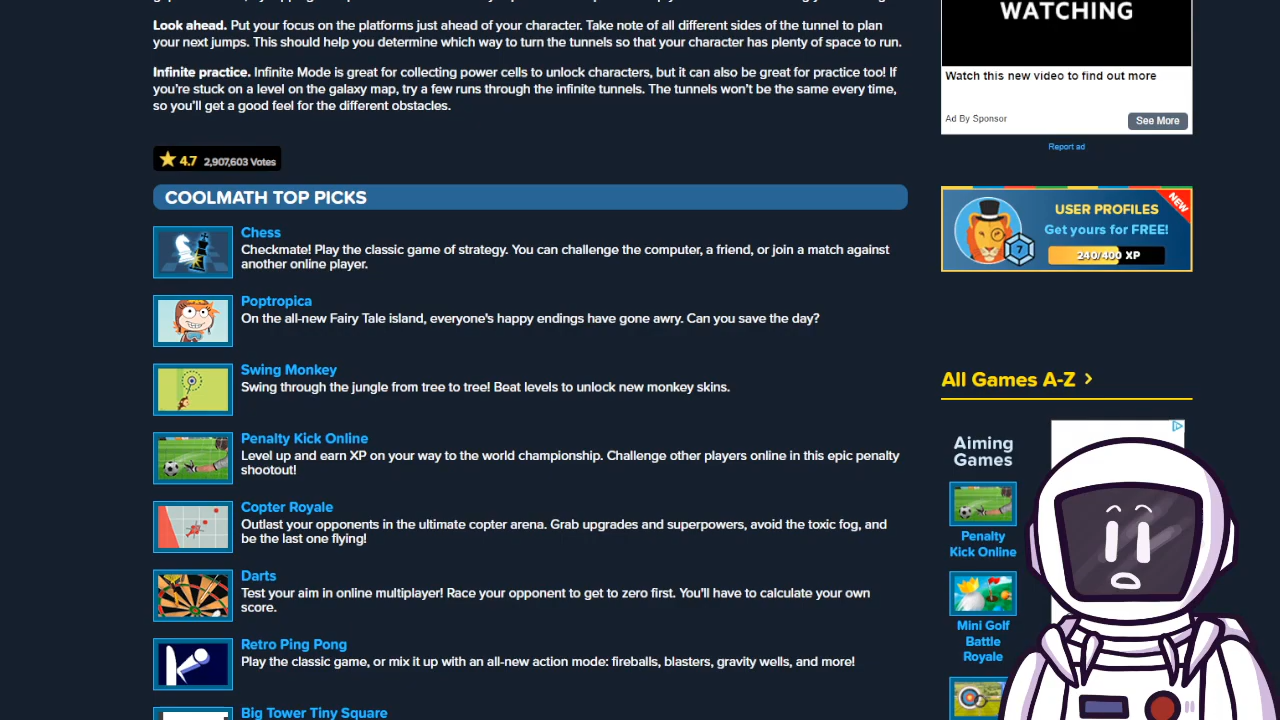 Look ahead. Put your focus on the platforms just ahead of your character. Take note of all different sides of the tunnel to plan
your next jumps. This should help you determine which way to turn the tunnels so that your character has plenty of space to run.
Infinite practice. Infinite Mode is great for collecting power cells to unlock characters, but it can also be great for practice too! If
you're stuck on a level on the galaxy map, try a few runs through the infinite tunnels. The tunnels won't be the same every time,
so you'll get a good feel for the different obstacles.
4.7 2,907,603 Votes
COOLMATH TOP PICKS
Chess
Checkmate! Play the classic game of strategy. You can challenge the computer, a friend, or join a match against
another online player.
Poptropica
On the all-new Fairy Tale island, everyone's happy endings have gone awry. Can you save the day?
Swing Monkey
Swing through the jungle from tree to tree! Beat levels to unlock new monkey skins.
Penalty Kick Online
Level up and earn XP on your way to the world championship. Challenge other players online in this epic penalty
shootout!
Copter Royale
Outlast your opponents in the ultimate copter arena. Grab upgrades and superpowers, avoid the toxic fog, and
be the last one flying!
Darts
Test your aim in online multiplayer! Race your opponent to get to zero first. You'll have to calculate your own
score.
Retro Ping Pong
Play the classic game, or mix it up with an all-new action mode: fireballs, blasters, gravity wells, and more!
Big Tower Tiny Square
WATCHING
Watch this new video to find out more
Ad By Sponsor
See More
Report ad
NEW
USER PROFILES
Get yours for FREE!
7
240/400 XP
All Games A-Z >
Aiming
Games
Penalty
Kick Online
Mini Golf
Battle
Royale